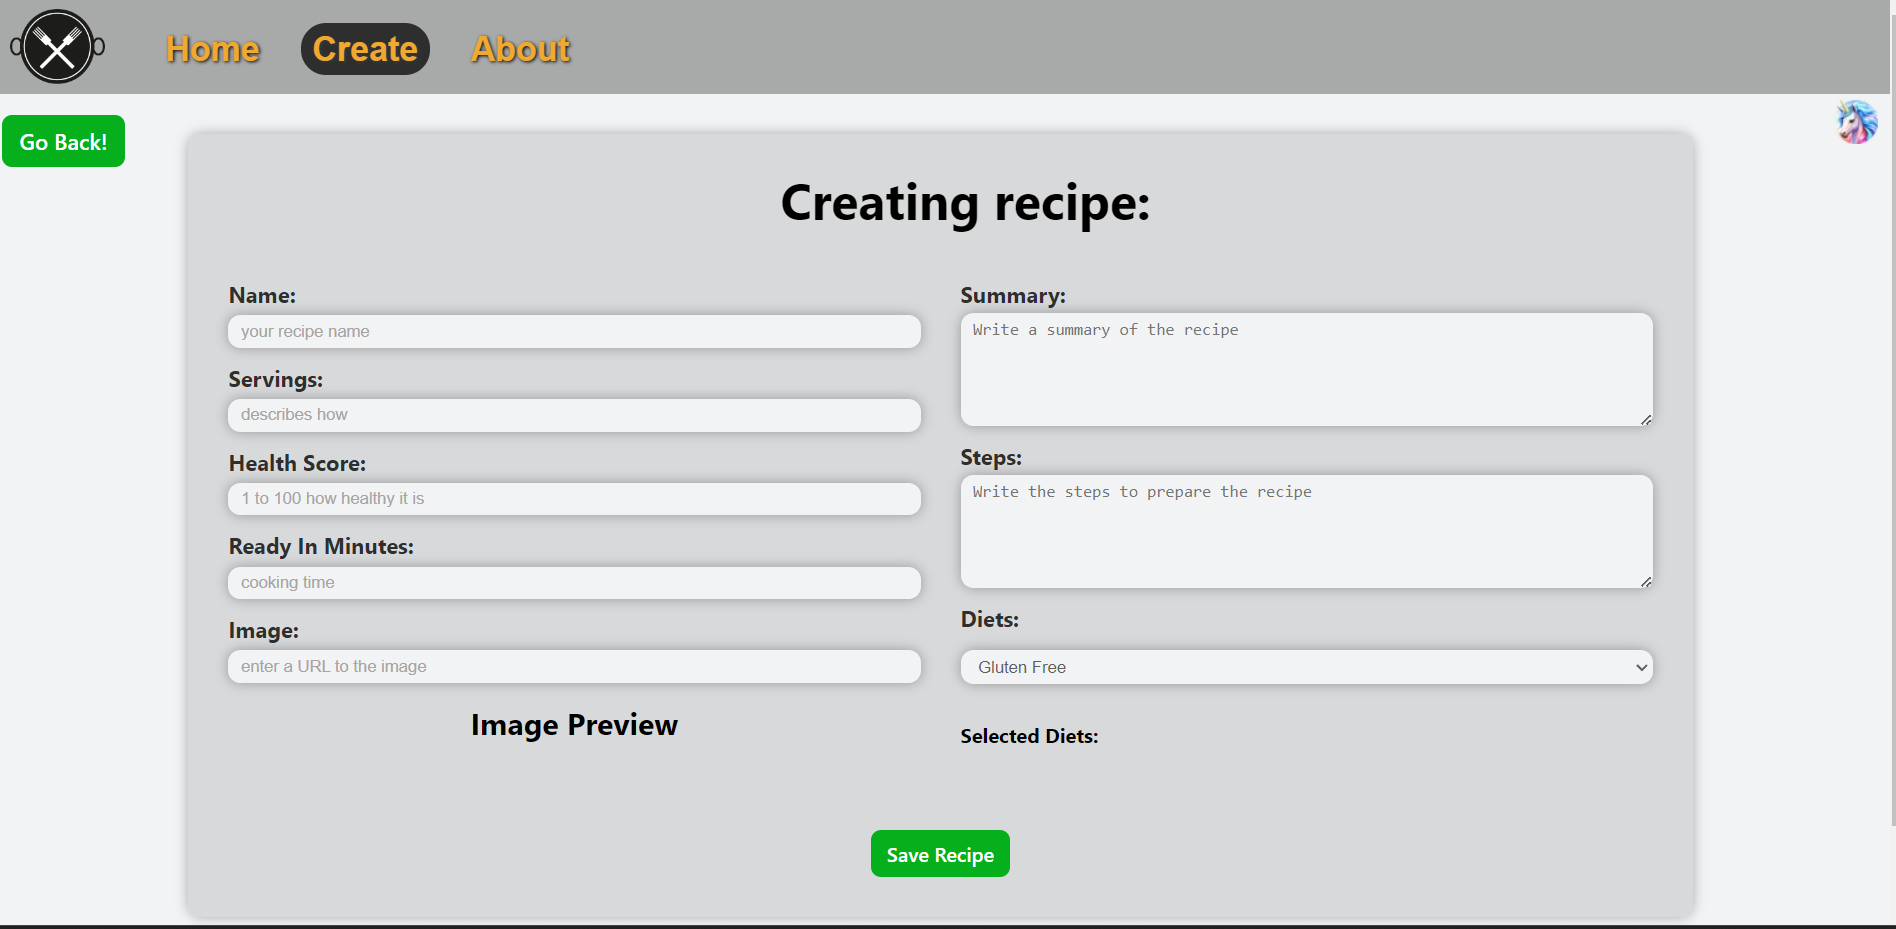 Home
Create
About
Go Back!
Creating recipe:
Name:
your recipe name
Servings:
describes how
Health Score:
1 to 100 how healthy it is
Ready In Minutes:
cooking time
Image:
enter a URL to the image
Image Preview
Summary:
Write a summary of the recipe
Steps:
Write the steps to prepare the recipe
Diets:
Gluten Free
Selected Diets:
Save Recipe